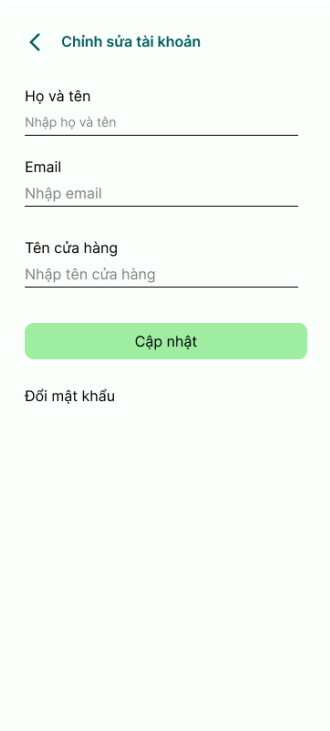 Chỉnh sửa tài khoản
Họ và tên
Nhập họ và tên
Email
Nhập email
Tên cửa hàng
Nhập tên cửa hàng
Cập nhật
Đổi mật khẩu